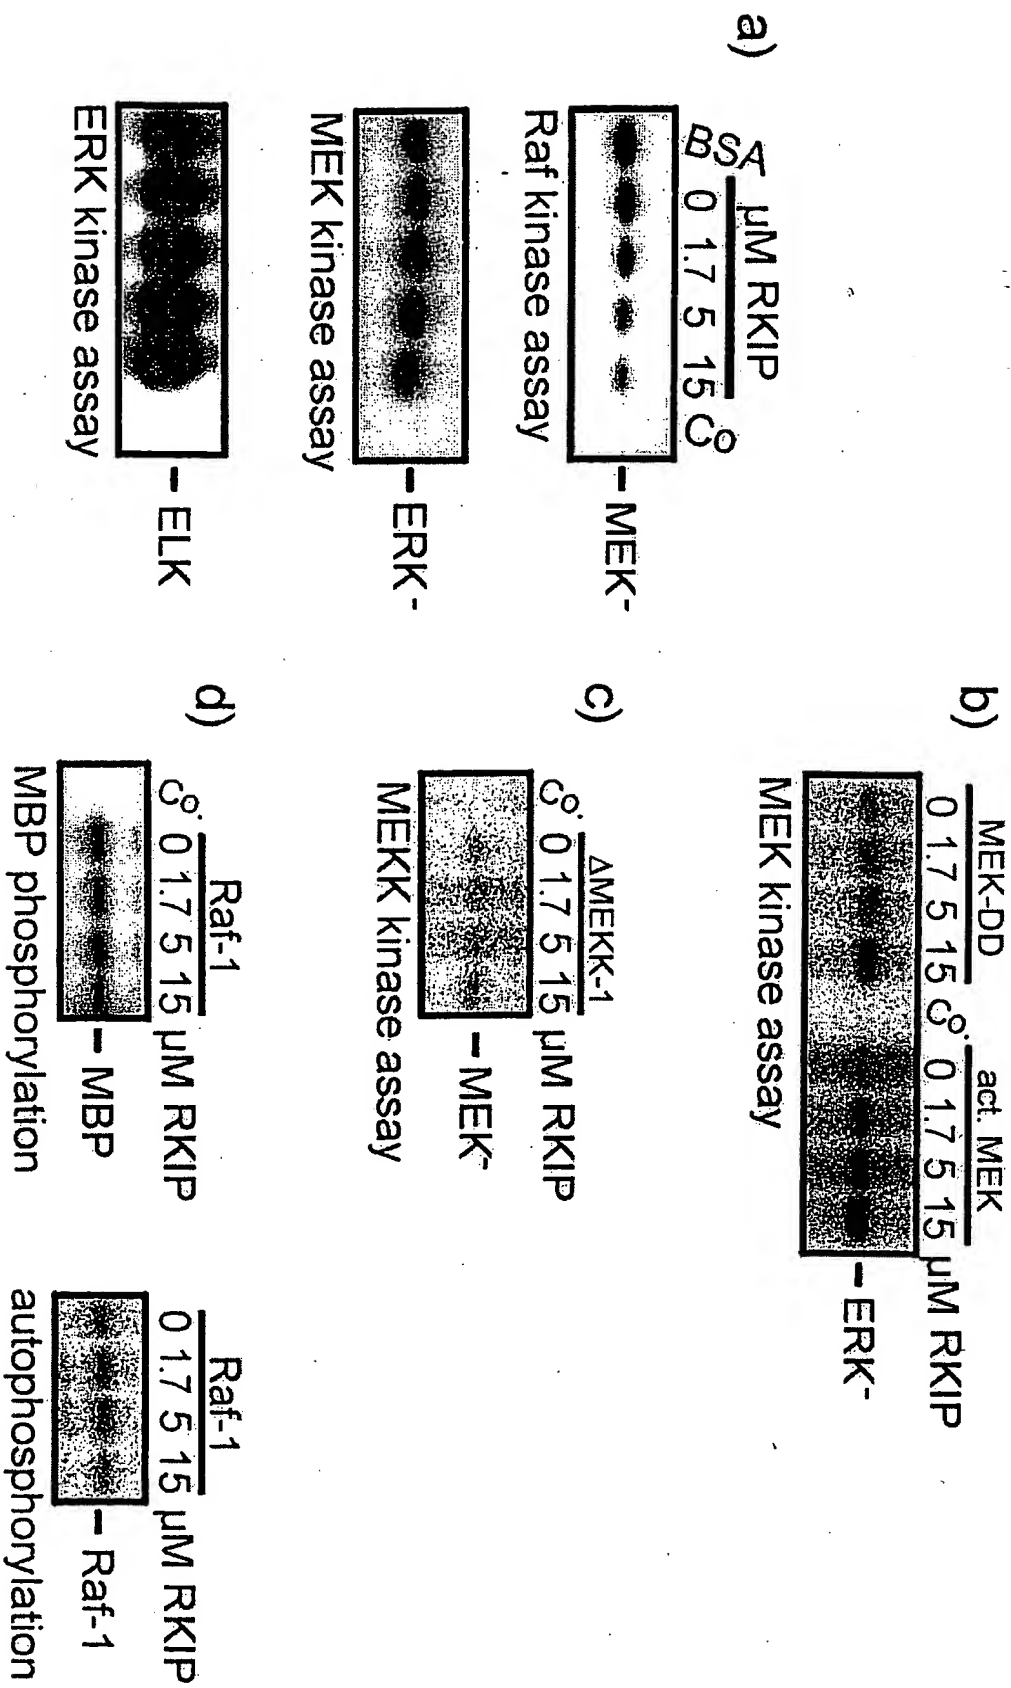 a)
BSA
μM RKIP
0 1.7 5 15 Co
– MEK-
Raf kinase assay
– ERK-
MEK kinase assay
– ELK
ERK kinase assay
b)
MEK-DD
act. MEK
0 1.7 5 15 Co. 0 1.7 5 15 μM RKIP
– ERK-
MEK kinase assay
c)
ΔMEKK-1
Co. 0 1.7 5 15 μM RKIP
– MEK-
MEKK kinase assay
d)
Raf-1
Co. 0 1.7 5 15 μM RKIP
– MBP
MBP phosphorylation
Raf-1
0 1.7 5 15 μM RKIP
– Raf-1
autophosphorylation